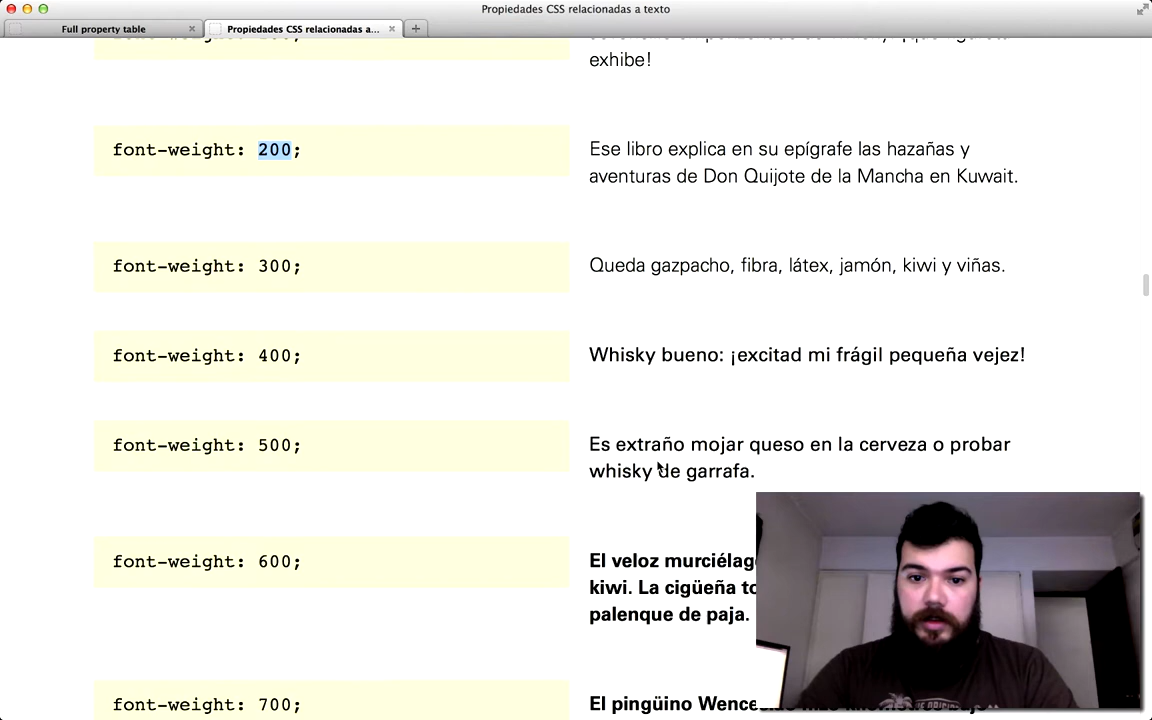 Propiedades CSS relacionadas a texto
Full property table
Propiedades CSS relacionadas a...
exhibe!
font-weight: 200;
Ese libro explica en su epígrafe las hazañas y
aventuras de Don Quijote de la Mancha en Kuwait.
font-weight: 300;
Queda gazpacho, fibra, látex, jamón, kiwi y viñas.
font-weight: 400;
Whisky bueno: ¡excitad mi frágil pequeña vejez!
font-weight: 500;
Es extraño mojar queso en la cerveza o probar
whisky de garrafa.
font-weight: 600;
El veloz
kiwi. La cigüeña
palenque de paja.
font-weight: 700;
El pingüino